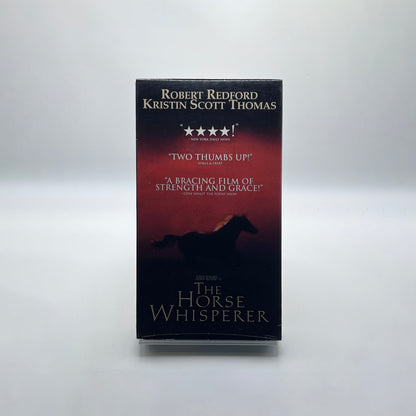 ROBERT REDFORD
KRISTIN SCOTT THOMAS
"★★★★!"
- NEW YORK DAILY NEWS
"TWO THUMBS UP!"
SISKEL & EBERT
"A BRACING FILM OF
STRENGTH AND GRACE!"
THE
HORSE
WHISPERER